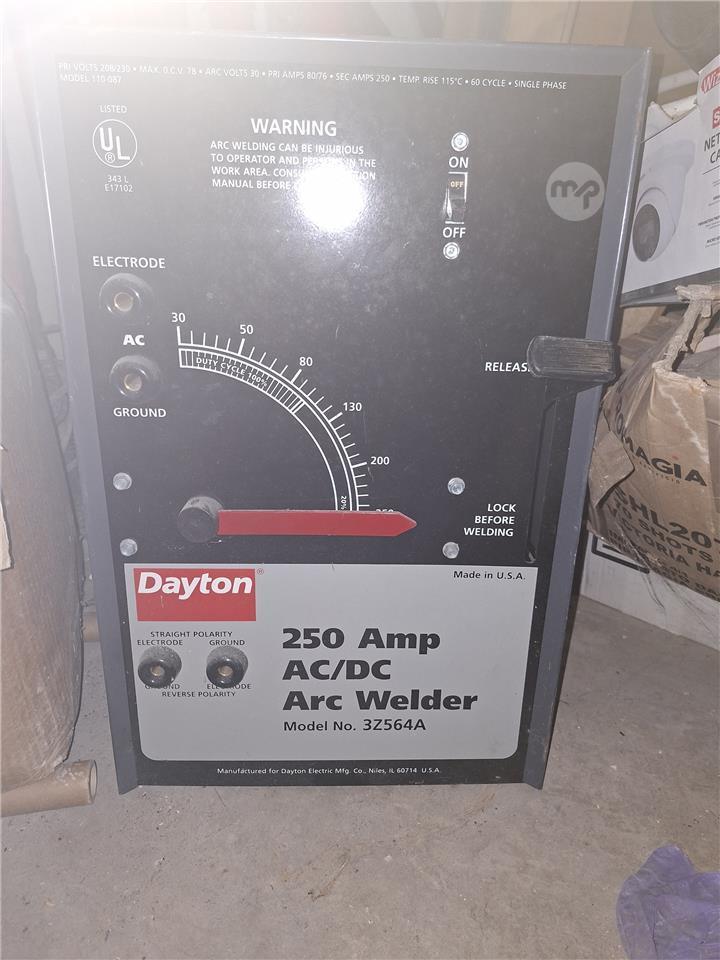 PRI VOLTS 208/230 • MAX. O.C.V. 78 • ARC VOLTS 30 • PRI AMPS 80/76 • SEC AMPS 250 • TEMP. RISE 115°C • 60 CYCLE • SINGLE PHASE
MODEL 110-087
LISTED
UL
®
343 L
E17102
WARNING
ARC WELDING CAN BE INJURIOUS
TO OPERATOR AND IN THE
WORK AREA.
MANUAL BEFORE
ON
OFF
OFF
mp
ELECTRODE
AC
GROUND
30
50
80
130
200
DUTY CYCLE 100%
20%
LOCK
BEFORE
WELDING
Dayton®
Made in U.S.A.
STRAIGHT POLARITY
ELECTRODE GROUND
GROUND ELECTRODE
REVERSE POLARITY
250 Amp
AC/DC
Arc Welder
Model No. 3Z564A
Manufactured for Dayton Electric Mfg. Co., Niles, IL 60714 U.S.A.